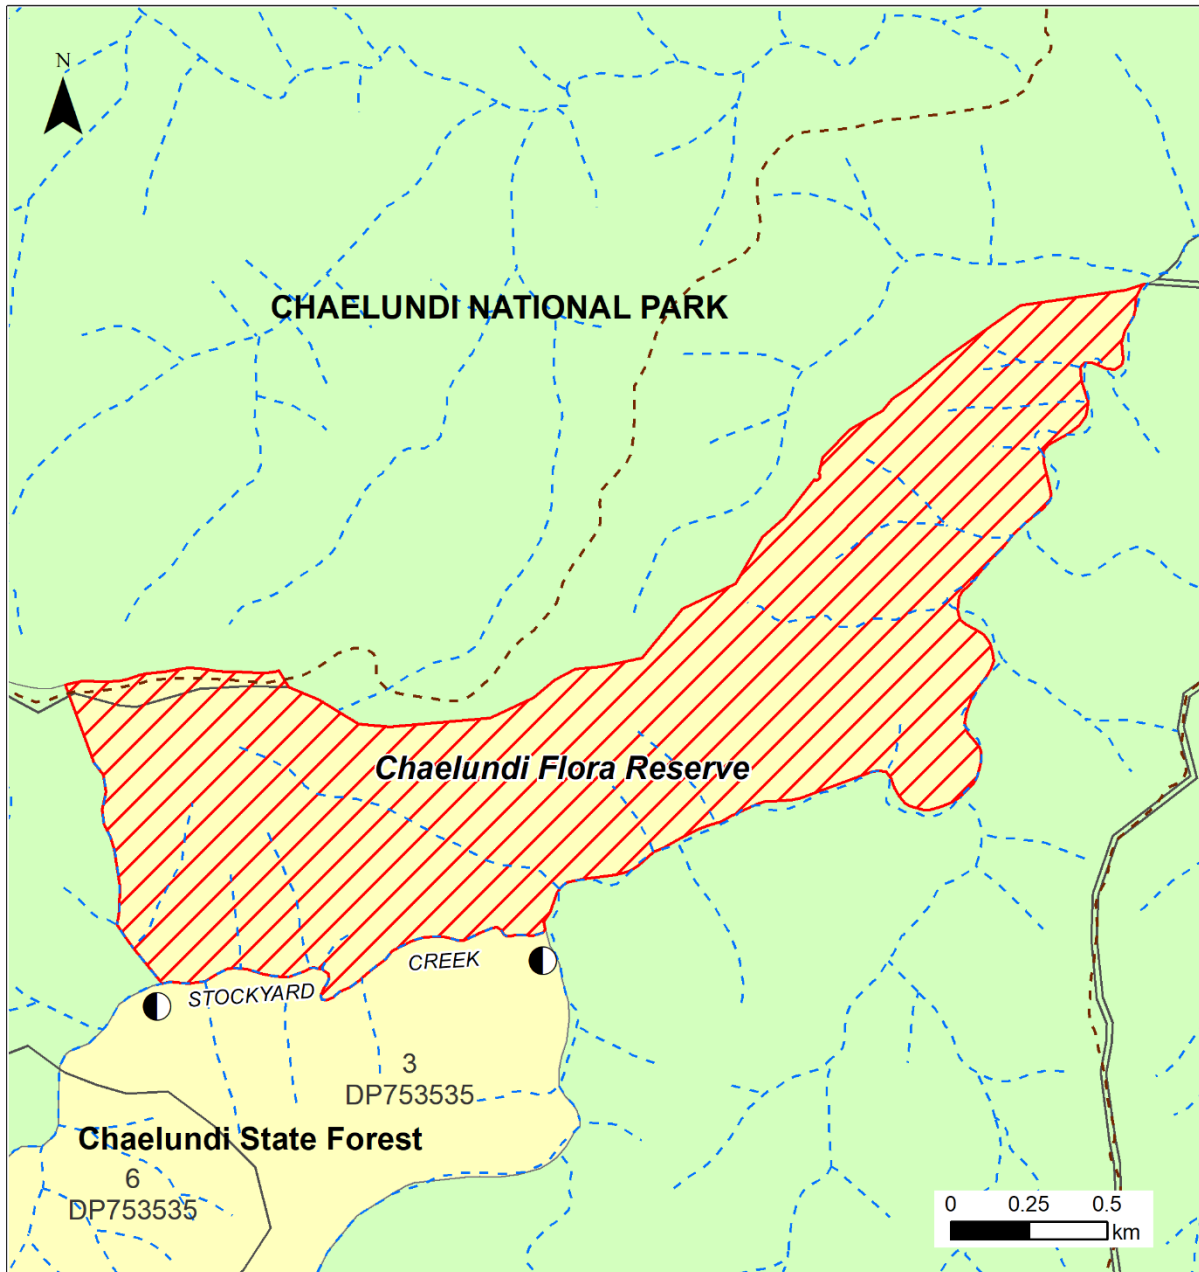 N
CHAELUNDI NATIONAL PARK
Chaelundi Flora Reserve
CREEK
STOCKYARD
3
DP753535
Chaelundi State Forest
6
DP753535
0 0.25 0.5
km